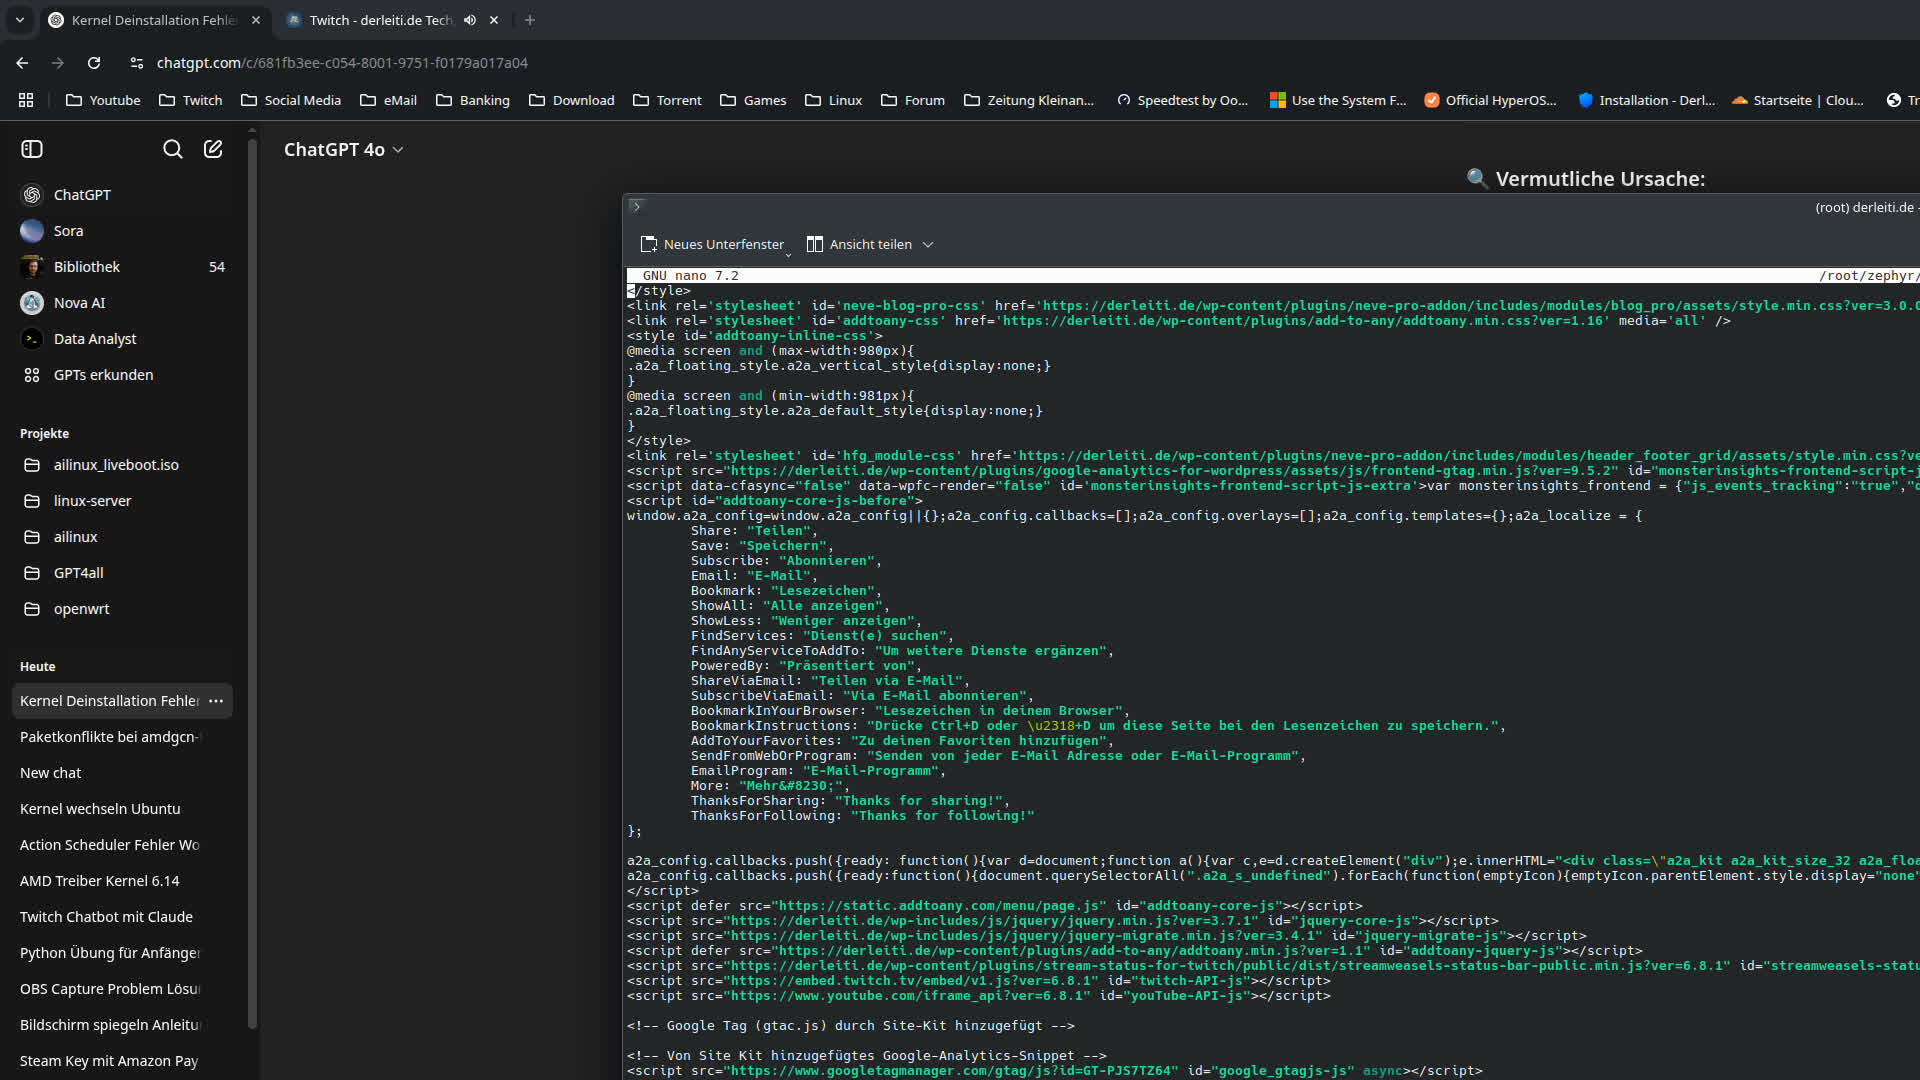 Kernel Deinstallation Fehle
Twitch - derleiti.de Tech
chatgpt.com/c/681fb3ee-c054-8001-9751-f0179a017a04
Youtube
Twitch
Social Media
eMail
Banking
Download
Torrent
Games
Linux
Forum
Zeitung Kleinan...
Speedtest by Oo...
Use the System F...
Official HyperOS...
Installation - Derl...
Startseite | Clou...
Tr
ChatGPT 4o
ChatGPT
Sora
Bibliothek 54
Nova AI
Data Analyst
GPTs erkunden
Projekte
ailinux_liveboot.iso
linux-server
ailinux
GPT4all
openwrt
Heute
Kernel Deinstallation Fehler ...
Paketkonflikte bei amdgcn-
New chat
Kernel wechseln Ubuntu
Action Scheduler Fehler Wo
AMD Treiber Kernel 6.14
Twitch Chatbot mit Claude
Python Übung für Anfänger
OBS Capture Problem Lösu
Bildschirm spiegeln Anleitu
Steam Key mit Amazon Pay
🔍 Vermutliche Ursache:
(root) derleiti.de -
Neues Unterfenster
Ansicht teilen
GNU nano 7.2 /root/zephyr/
</style>
<link rel='stylesheet' id='neve-blog-pro-css' href='https://derleiti.de/wp-content/plugins/neve-pro-addon/includes/modules/blog_pro/assets/style.min.css?ver=3.0.0
<link rel='stylesheet' id='addtoany-css' href='https://derleiti.de/wp-content/plugins/add-to-any/addtoany.min.css?ver=1.16' media='all' />
<style id='addtoany-inline-css'>
@media screen and (max-width:980px){
.a2a_floating_style.a2a_vertical_style{display:none;}
}
@media screen and (min-width:981px){
.a2a_floating_style.a2a_default_style{display:none;}
}
</style>
<link rel='stylesheet' id='hfg_module-css' href='https://derleiti.de/wp-content/plugins/neve-pro-addon/includes/modules/header_footer_grid/assets/style.min.css?ve
<script src="https://derleiti.de/wp-content/plugins/google-analytics-for-wordpress/assets/js/frontend-gtag.min.js?ver=9.5.2" id="monsterinsights-frontend-script-j
<script data-cfasync="false" data-wpfc-render="false" id='monsterinsights-frontend-script-js-extra'>var monsterinsights_frontend = {"js_events_tracking":"true","d
<script id="addtoany-core-js-before">
window.a2a_config=window.a2a_config||{};a2a_config.callbacks=[];a2a_config.overlays=[];a2a_config.templates={};a2a_localize = {
Share: "Teilen",
Save: "Speichern",
Subscribe: "Abonnieren",
Email: "E-Mail",
Bookmark: "Lesezeichen",
ShowAll: "Alle anzeigen",
ShowLess: "Weniger anzeigen",
FindServices: "Dienst(e) suchen",
FindAnyServiceToAddTo: "Um weitere Dienste ergänzen",
PoweredBy: "Präsentiert von",
ShareViaEmail: "Teilen via E-Mail",
SubscribeViaEmail: "Via E-Mail abonnieren",
BookmarkInYourBrowser: "Lesezeichen in deinem Browser",
BookmarkInstructions: "Drücke Ctrl+D oder \u2318+D um diese Seite bei den Lesenzeichen zu speichern.",
AddToYourFavorites: "Zu deinen Favoriten hinzufügen",
SendFromWebOrProgram: "Senden von jeder E-Mail Adresse oder E-Mail-Programm",
EmailProgram: "E-Mail-Programm",
More: "Mehr&#8230;",
ThanksForSharing: "Thanks for sharing!",
ThanksForFollowing: "Thanks for following!"
};
a2a_config.callbacks.push({ready: function(){var d=document;function a(){var c,e=d.createElement("div");e.innerHTML="<div class=\"a2a_kit a2a_kit_size_32 a2a_floa
a2a_config.callbacks.push({ready:function(){document.querySelectorAll(".a2a_s_undefined").forEach(function(emptyIcon){emptyIcon.parentElement.style.display="none"
</script>
<script defer src="https://static.addtoany.com/menu/page.js" id="addtoany-core-js"></script>
<script src="https://derleiti.de/wp-includes/js/jquery/jquery.min.js?ver=3.7.1" id="jquery-core-js"></script>
<script src="https://derleiti.de/wp-includes/js/jquery/jquery-migrate.min.js?ver=3.4.1" id="jquery-migrate-js"></script>
<script defer src="https://derleiti.de/wp-content/plugins/add-to-any/addtoany.min.js?ver=1.1" id="addtoany-jquery-js"></script>
<script src="https://derleiti.de/wp-content/plugins/stream-status-for-twitch/public/dist/streamweasels-status-bar-public.min.js?ver=6.8.1" id="streamweasels-statu
<script src="https://embed.twitch.tv/embed/v1.js?ver=6.8.1" id="twitch-API-js"></script>
<script src="https://www.youtube.com/iframe_api?ver=6.8.1" id="youTube-API-js"></script>
<!-- Google Tag (gtac.js) durch Site-Kit hinzugefügt -->
<!-- Von Site Kit hinzugefügtes Google-Analytics-Snippet -->
<script src="https://www.googletagmanager.com/gtag/js?id=GT-PJS7TZ64" id="google_gtagjs-js" async></script>